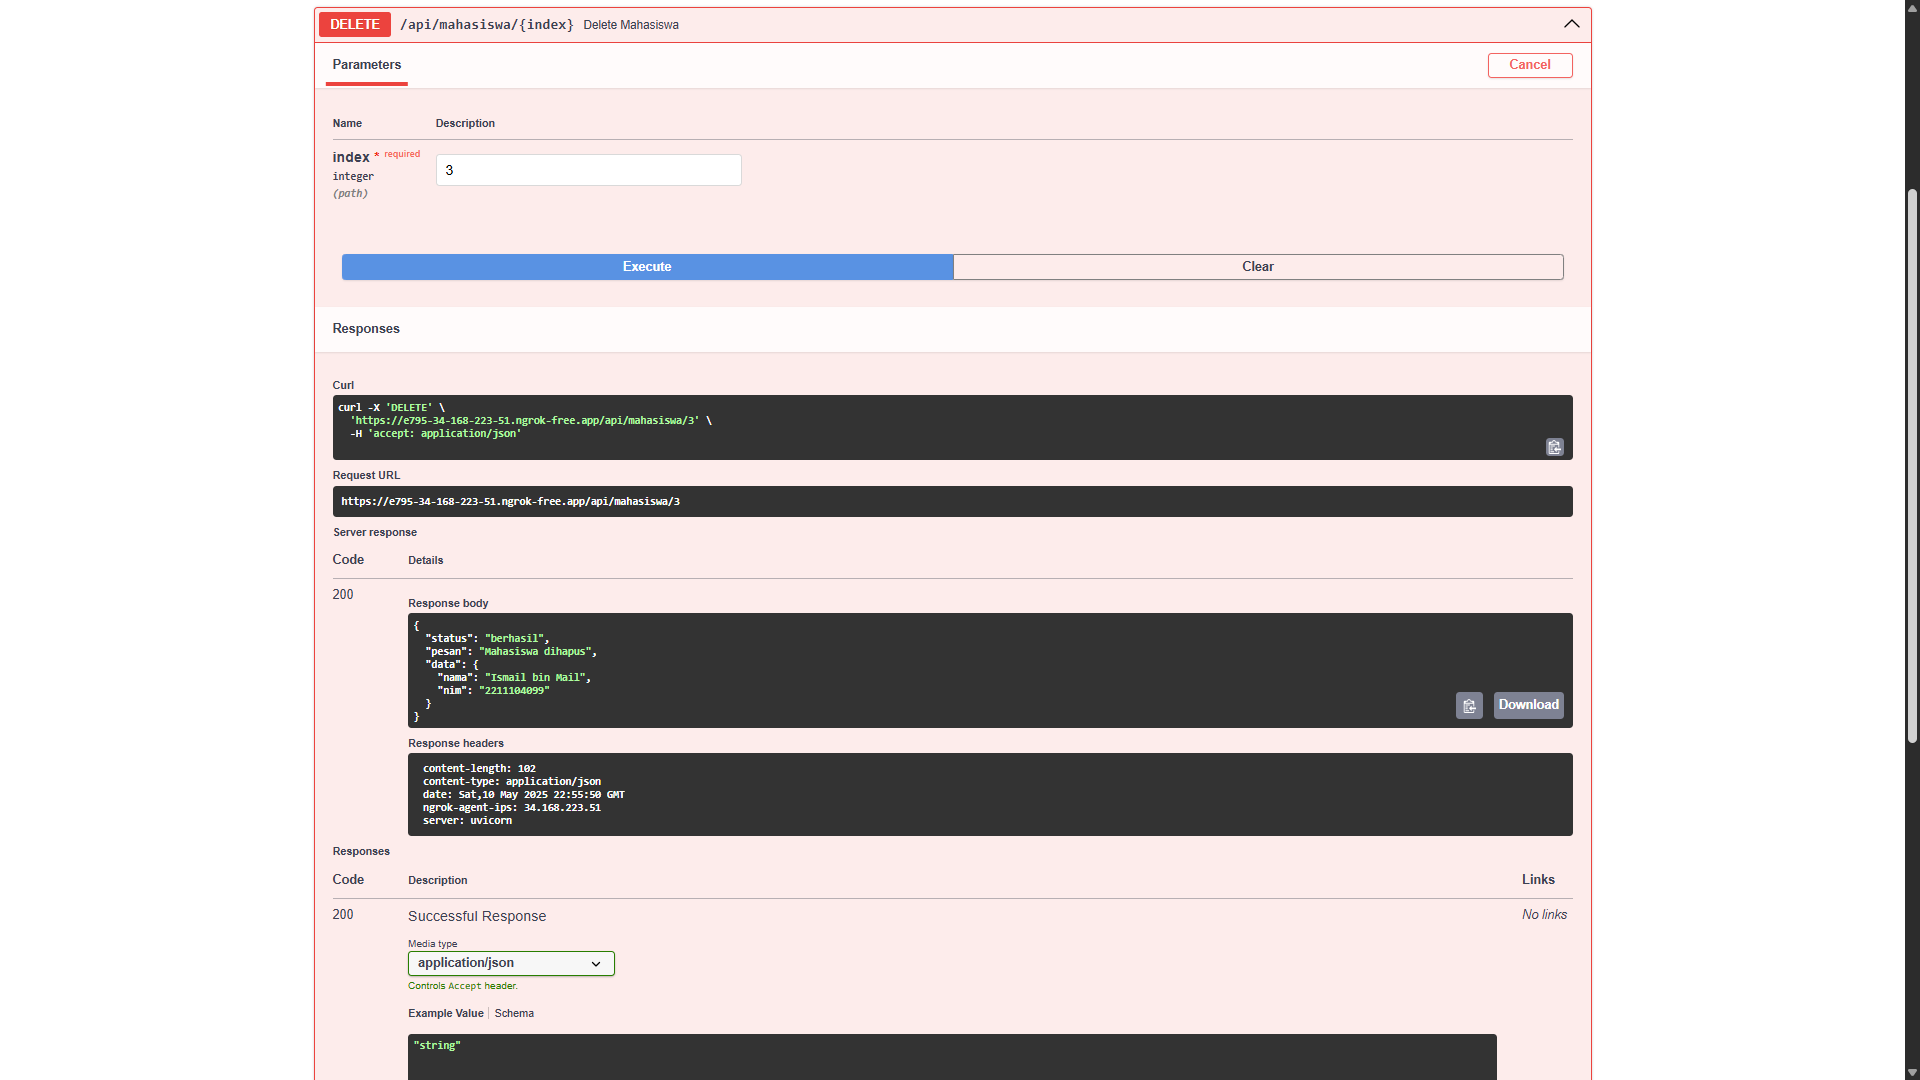 DELETE /api/mahasiswa/{index} Delete Mahasiswa
Parameters
Cancel
Name Description
index * required
integer
(path)
3
Execute Clear
Responses
Curl
curl -X 'DELETE' \
  'https://e795-34-168-223-51.ngrok-free.app/api/mahasiswa/3' \
  -H 'accept: application/json'
Request URL
https://e795-34-168-223-51.ngrok-free.app/api/mahasiswa/3
Server response
Code Details
200
Response body
{
  "status": "berhasil",
  "pesan": "Mahasiswa dihapus",
  "data": {
    "nama": "Ismail bin Mail",
    "nim": "2211104099"
  }
}
Download
Response headers
content-length: 102
content-type: application/json
date: Sat,10 May 2025 22:55:50 GMT
ngrok-agent-ips: 34.168.223.51
server: uvicorn
Responses
Code Description Links
200 Successful Response No links
Media type
application/json
Controls Accept header.
Example Value Schema
"string"